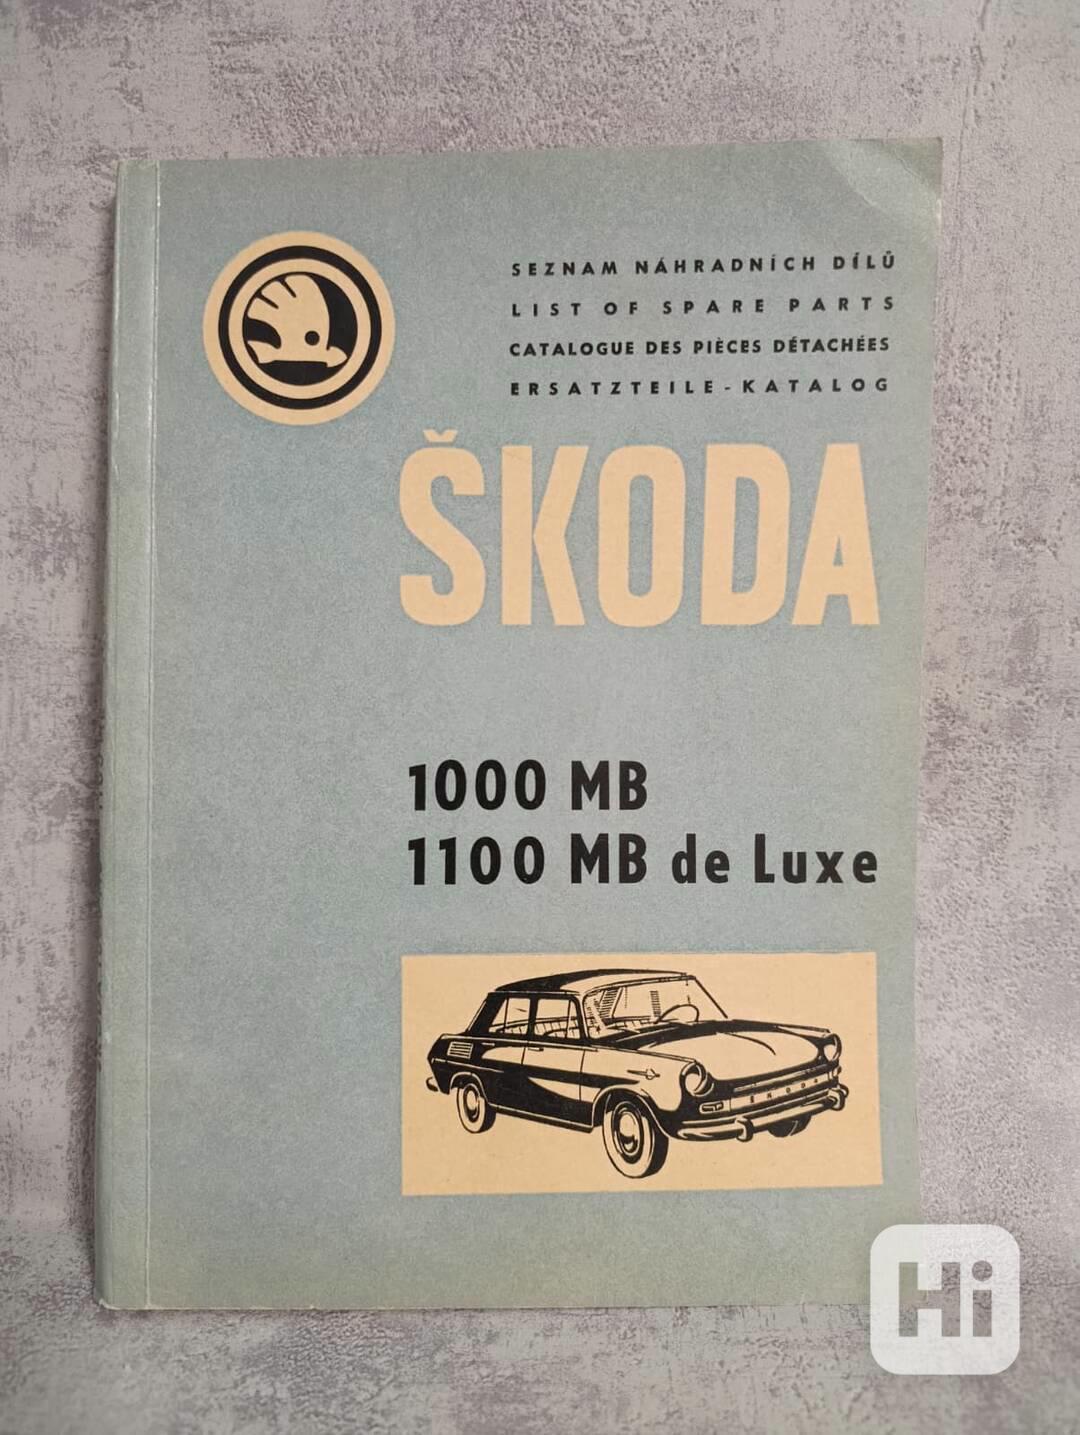 SEZNAM NÁHRADNÍCH DÍLŮ
LIST OF SPARE PARTS
CATALOGUE DES PIÈCES DÉTACHÉES
ERSATZTEILE-KATALOG
ŠKODA
1000 MB
1100 MB de Luxe
ŠKODA
Hi